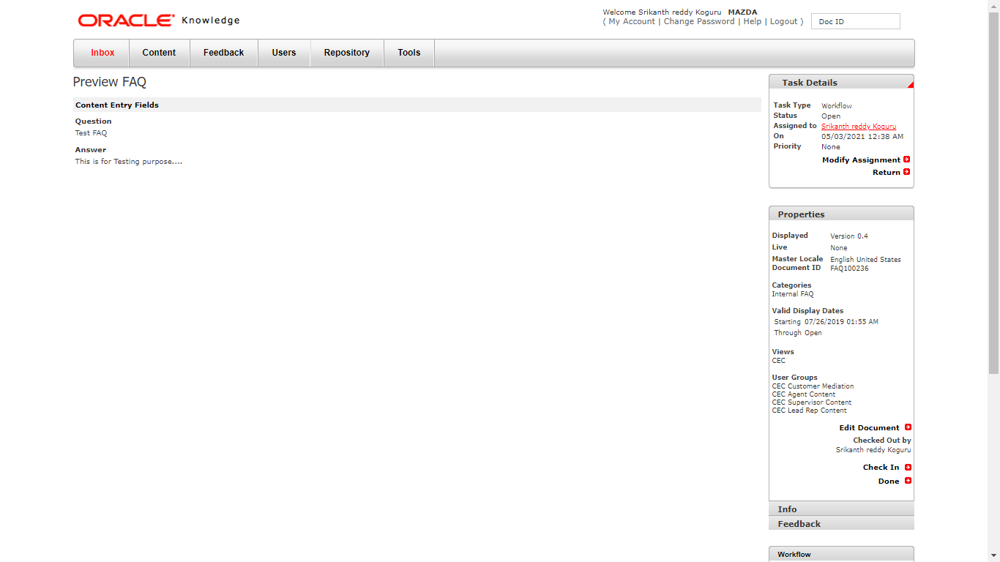 ORACLE Knowledge
Welcome Srikanth reddy Koguru MAZDA
( My Account | Change Password | Help | Logout )
Doc ID
Inbox Content Feedback Users Repository Tools
Preview FAQ
Content Entry Fields
Question
Test FAQ
Answer
This is for Testing purpose....
Task Details
Task Type Workflow
Status Open
Assigned to Srikanth reddy Koguru
On 05/03/2021 12:38 AM
Priority None
Modify Assignment
Return
Properties
Displayed Version 0.4
Live None
Master Locale English United States
Document ID FAQ100236
Categories
Internal FAQ
Valid Display Dates
Starting 07/26/2019 01:55 AM
Through Open
Views
CEC
User Groups
CEC Customer Mediation
CEC Agent Content
CEC Supervisor Content
CEC Lead Rep Content
Edit Document
Checked Out by
Srikanth reddy Koguru
Check In
Done
Info
Feedback
Workflow